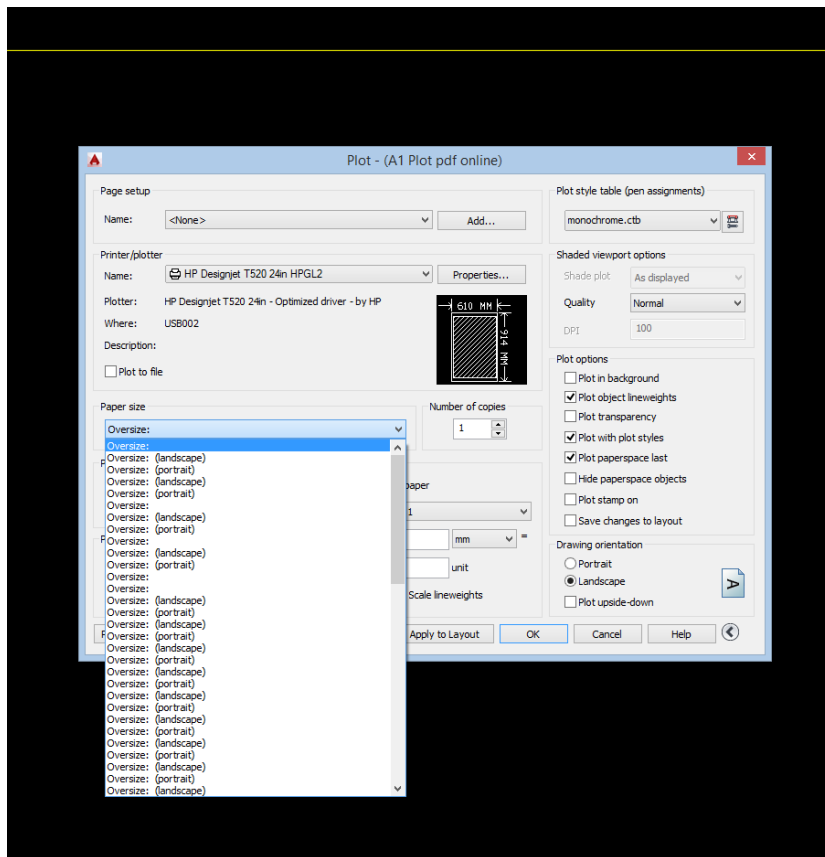 Plot - (A1 Plot pdf online)
Page setup
Name: <None> Add...
Plot style table (pen assignments)
monochrome.ctb
Printer/plotter
Name: HP Designjet T520 24in HPGL2 Properties...
Plotter: HP Designjet T520 24in - Optimized driver - by HP
Where: USB002
Description:
Plot to file
610 MM
914 MM
Shaded viewport options
Shade plot As displayed
Quality Normal
DPI 100
Paper size
Oversize:
Number of copies
1
Oversize:
Oversize: (landscape)
Oversize: (portrait)
Oversize: (landscape)
Oversize: (portrait)
Oversize:
Oversize: (landscape)
Oversize: (portrait)
Oversize:
Oversize: (landscape)
Oversize: (portrait)
Oversize:
Oversize:
Oversize: (landscape)
Oversize: (portrait)
Oversize: (landscape)
Oversize: (portrait)
Oversize: (landscape)
Oversize: (portrait)
Oversize: (landscape)
Oversize: (portrait)
Oversize: (landscape)
Oversize: (portrait)
Oversize: (landscape)
Oversize: (portrait)
Oversize: (landscape)
Oversize: (portrait)
Oversize: (landscape)
Oversize: (portrait)
Oversize: (landscape)
paper
1
mm =
unit
Scale lineweights
Plot options
Plot in background
Plot object lineweights
Plot transparency
Plot with plot styles
Plot paperspace last
Hide paperspace objects
Plot stamp on
Save changes to layout
Drawing orientation
Portrait
Landscape
Plot upside-down
A
Apply to Layout OK Cancel Help